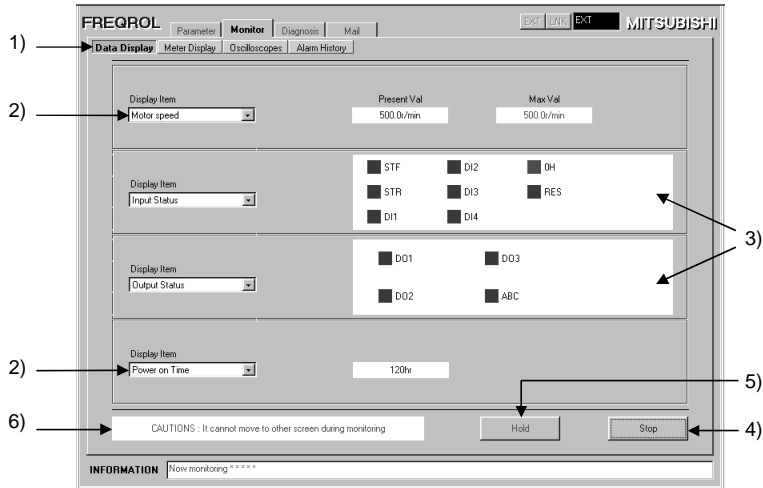 FREQROL Parameter Monitor Diagnosis Mail EXT LNK EXT MITSUBISHI
1) Data Display Meter Display Oscilloscopes Alarm History
Display Item Present Val Max Val
2) Motor speed 500.0r/min 500.0r/min
STF DI2 0H
Display Item
Input Status STR DI3 RES
DI1 DI4
3)
DO1 DO3
Display Item
Output Status
DO2 ABC
Display Item
2) Power on Time 120hr
5)
6) CAUTIONS : It cannot move to other screen during monitoring Hold Stop 4)
INFORMATION Now monitoring * * * * *